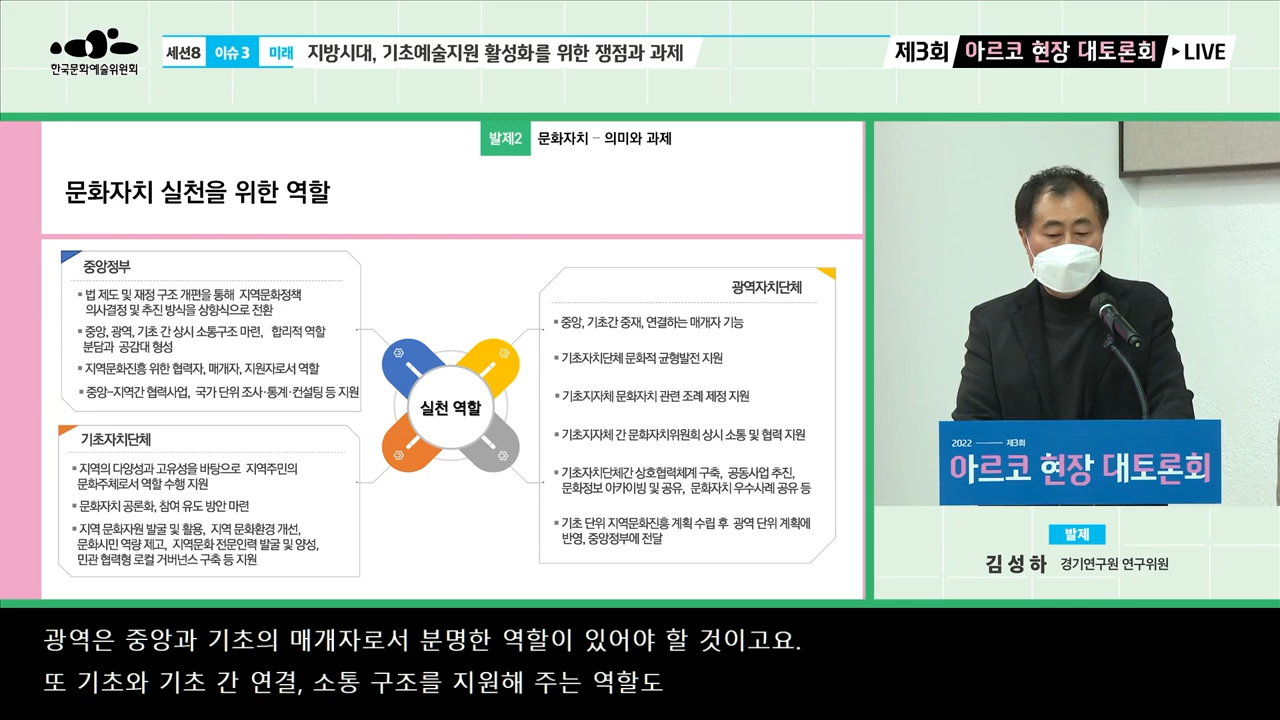 한국문화예술위원회
세션8 이슈 3 미래 지방시대, 기초예술지원 활성화를 위한 쟁점과 과제
제3회 아르코 현장 대토론회 ▸LIVE
발제2 문화자치 – 의미와 과제
문화자치 실천을 위한 역할
중앙정부
▪ 법 제도 및 재정 구조 개편을 통해 지역문화정책
의사결정 및 추진 방식을 상향식으로 전환
▪ 중앙, 광역, 기초 간 상시 소통구조 마련, 합리적 역할
분담과 공감대 형성
▪ 지역문화진흥 위한 협력자, 매개자, 지원자로서 역할
▪ 중앙-지역간 협력사업, 국가 단위 조사·통계·컨설팅 등 지원
기초자치단체
▪ 지역의 다양성과 고유성을 바탕으로 지역주민의
문화주체로서 역할 수행 지원
▪ 문화자치 공론화, 참여 유도 방안 마련
▪ 지역 문화자원 발굴 및 활용, 지역 문화환경 개선,
문화시민 역량 제고, 지역문화 전문인력 발굴 및 양성,
민관 협력형 로컬 거버넌스 구축 등 지원
실천 역할
광역자치단체
▪ 중앙, 기초간 중재, 연결하는 매개자 기능
▪ 기초자치단체 문화적 균형발전 지원
▪ 기초지자체 문화자치 관련 조례 제정 지원
▪ 기초지자체 간 문화자치위원회 상시 소통 및 협력 지원
▪ 기초자치단체간 상호협력체계 구축, 공동사업 추진,
문화정보 아카이빙 및 공유, 문화자치 우수사례 공유 등
▪ 기초 단위 지역문화진흥 계획 수립 후 광역 단위 계획에
반영, 중앙정부에 전달
2022 제3회
아르코 현장 대토론회
발제
김성하 경기연구원 연구위원
광역은 중앙과 기초의 매개자로서 분명한 역할이 있어야 할 것이고요.
또 기초와 기초 간 연결, 소통 구조를 지원해 주는 역할도